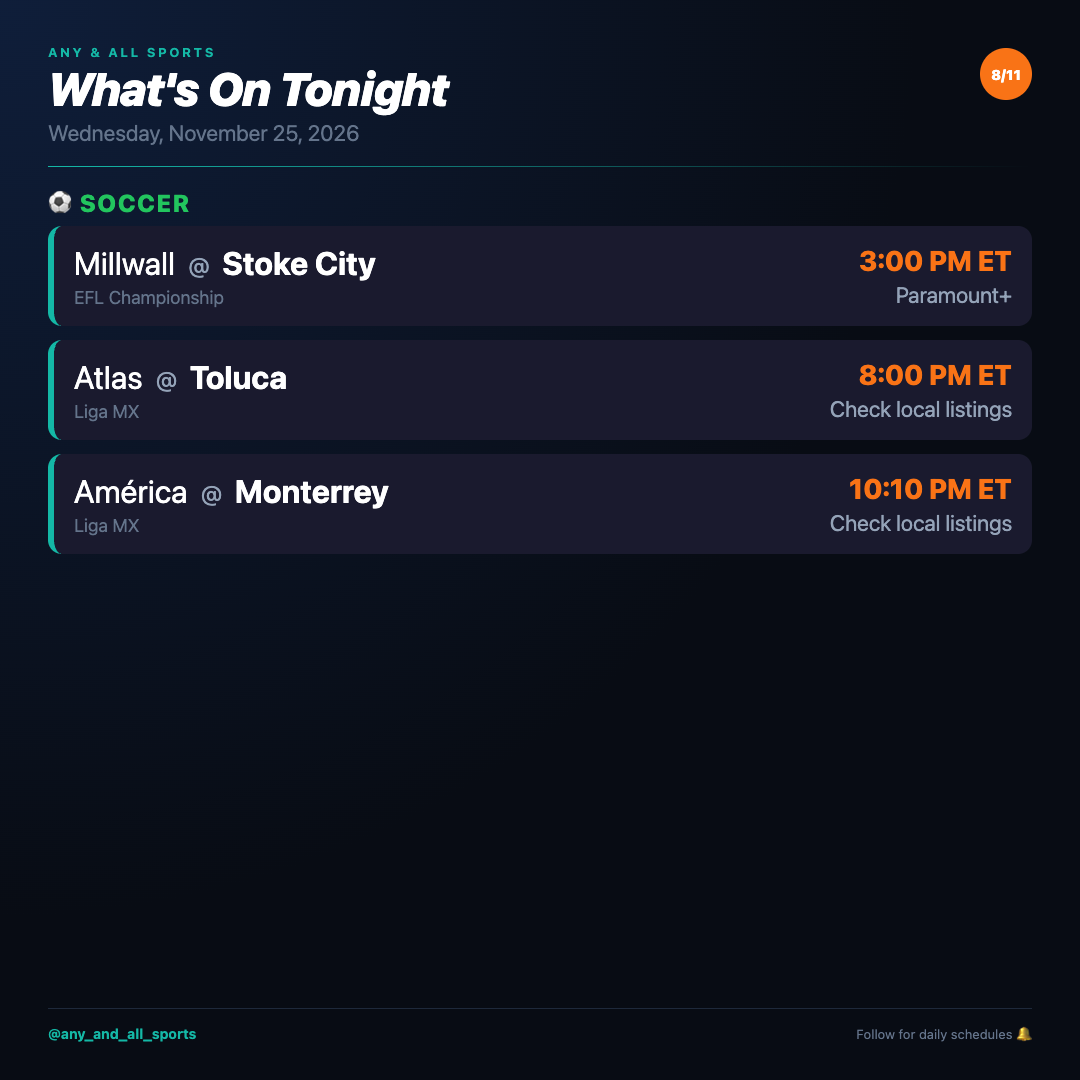 ANY & ALL SPORTS
What's On Tonight
8/11
Wednesday, November 25, 2026
⚽ SOCCER
Millwall @ Stoke City
3:00 PM ET
EFL Championship
Paramount+
Atlas @ Toluca
8:00 PM ET
Liga MX
Check local listings
América @ Monterrey
10:10 PM ET
Liga MX
Check local listings
@any_and_all_sports
Follow for daily schedules 🔔